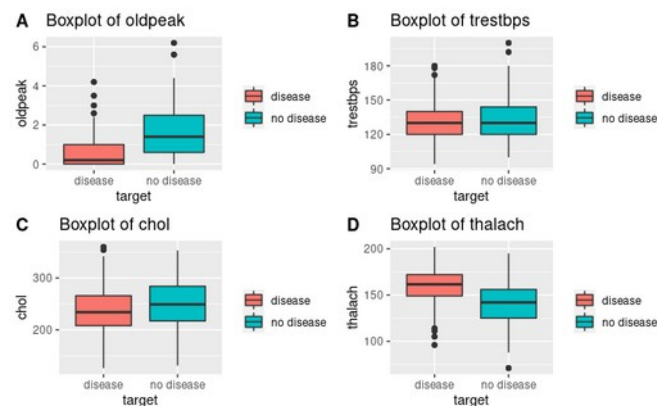 A Boxplot of oldpeak
6
4
2
0
oldpeak
disease
no disease
target
disease
no disease
B Boxplot of trestbps
180
150
120
90
trestbps
disease
no disease
target
disease
no disease
C Boxplot of chol
300
200
chol
disease
no disease
target
disease
no disease
D Boxplot of thalach
200
150
100
thalach
disease
no disease
target
disease
no disease